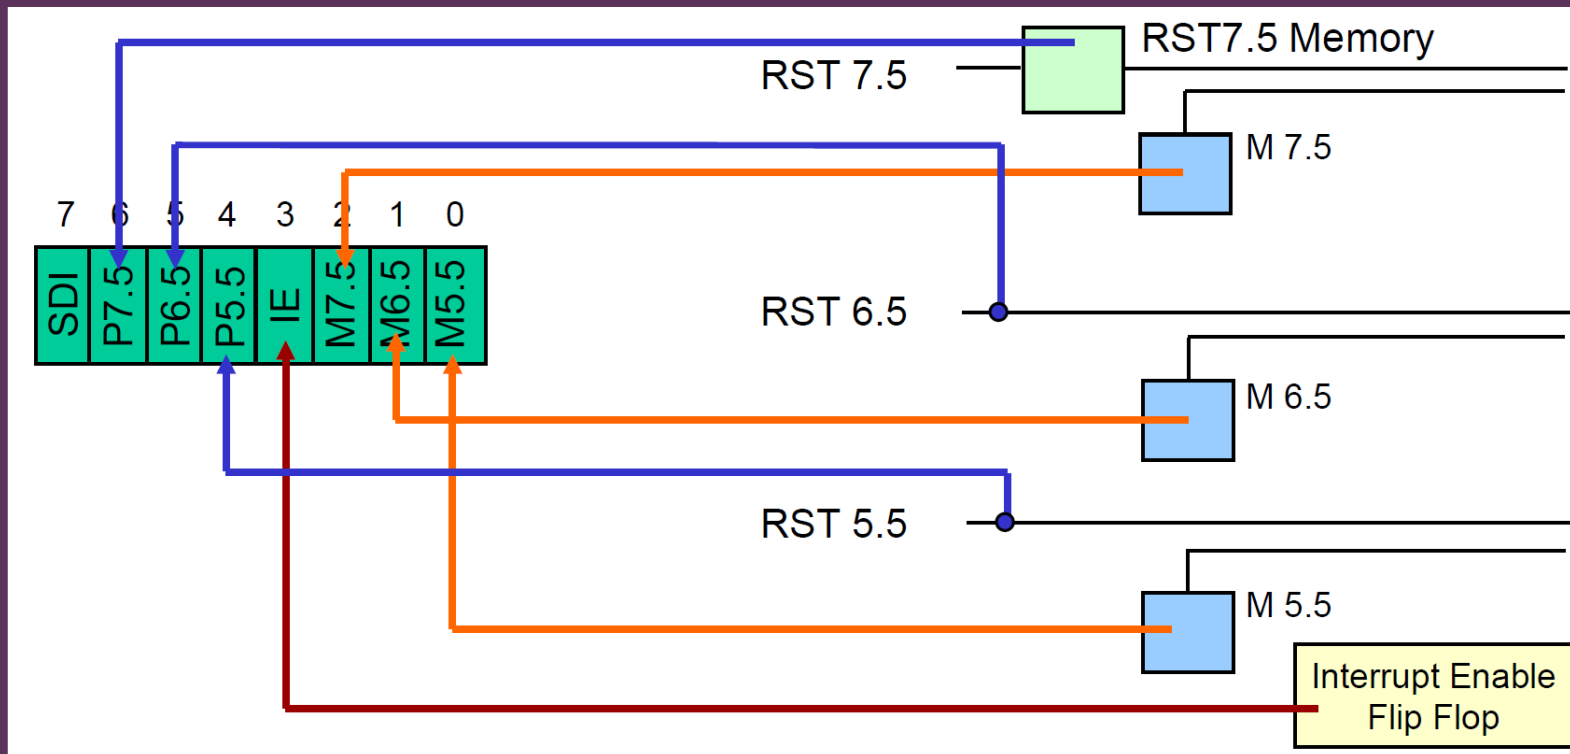 RST7.5 Memory
RST 7.5
M 7.5
7 6 5 4 3 2 1 0
SDI
P7.5
P6.5
P5.5
IE
M7.5
M6.5
M5.5
RST 6.5
M 6.5
RST 5.5
M 5.5
Interrupt Enable
Flip Flop